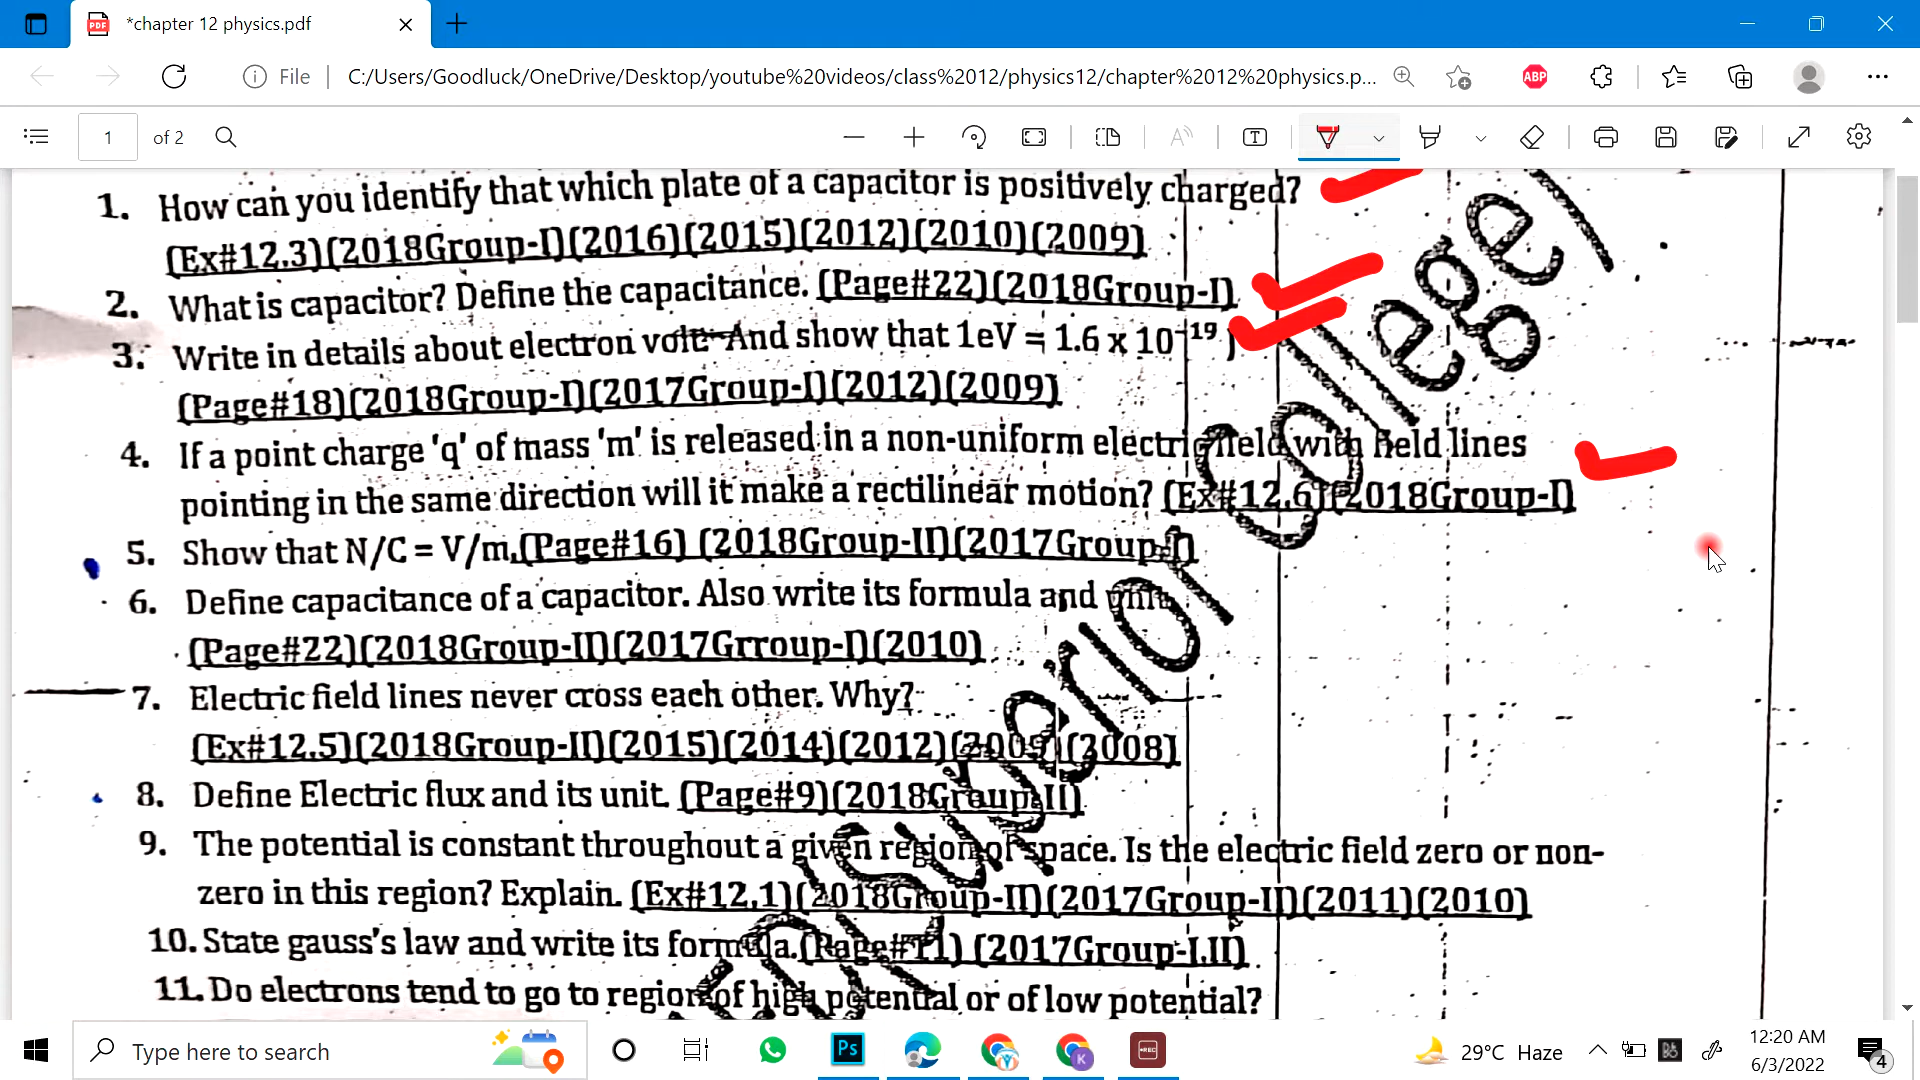 *chapter 12 physics.pdf
File
C:/Users/Goodluck/OneDrive/Desktop/youtube%20videos/class%2012/physics12/chapter%2012%20physics.p...
ABP
1 of 2
1. How can you identify that which plate of a capacitor is positively charged?
(Ex#12.3)(2018Group-I)(2016)(2015)(2012)(2010)(2009)
2. What is capacitor? Define the capacitance. (Page#22)(2018Group-I)
3. Write in details about electron volt And show that 1eV = 1.6 x 10⁻¹⁹ J
(Page#18)(2018Group-I)(2017Group-I)(2012)(2009)
4. If a point charge 'q' of mass 'm' is released in a non-uniform electric field with field lines
pointing in the same direction will it make a rectilinear motion? (Ex#12.6)(2018Group-I)
5. Show that N/C = V/m.(Page#16) (2018Group-II)(2017Group-I)
6. Define capacitance of a capacitor. Also write its formula and unit
(Page#22)(2018Group-II)(2017Grroup-I)(2010)
7. Electric field lines never cross each other. Why?
(Ex#12.5)(2018Group-II)(2015)(2014)(2012)(2009)(2008)
8. Define Electric flux and its unit. (Page#9)(2018Group-II)
9. The potential is constant throughout a given region of space. Is the electric field zero or non-
zero in this region? Explain. (Ex#12.1)(2018Group-II)(2017Group-II)(2011)(2010)
10. State gauss's law and write its formula.(Page#11) (2017Group-I,II)
11. Do electrons tend to go to region of high potential or of low potential?
Superior College
Type here to search
Ps
K
REC
29°C Haze
12:20 AM
6/3/2022
4